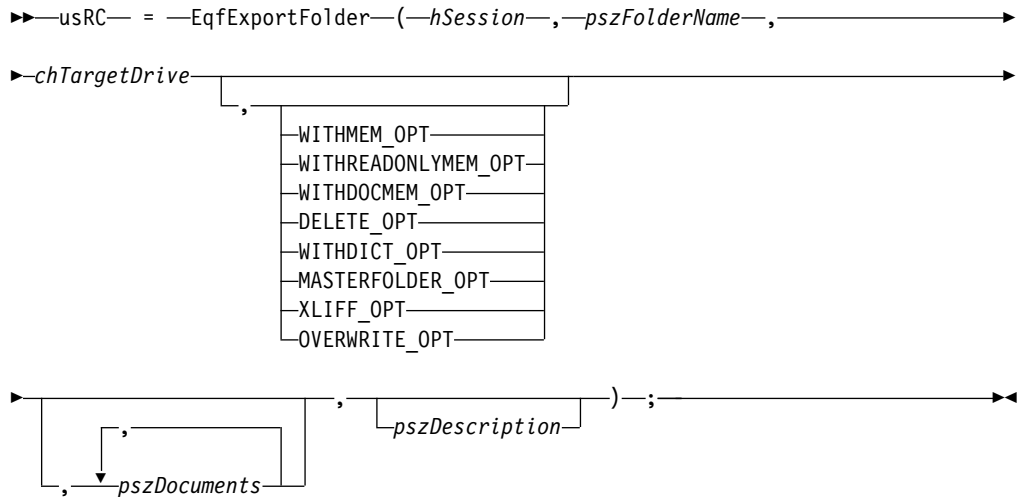 usRC = EqfExportFolder ( hSession , pszFolderName ,
chTargetDrive
,
WITHMEM_OPT
WITHREADONLYMEM_OPT
WITHDOCMEM_OPT
DELETE_OPT
WITHDICT_OPT
MASTERFOLDER_OPT
XLIFF_OPT
OVERWRITE_OPT
, ) ;
, pszDescription
, pszDocuments